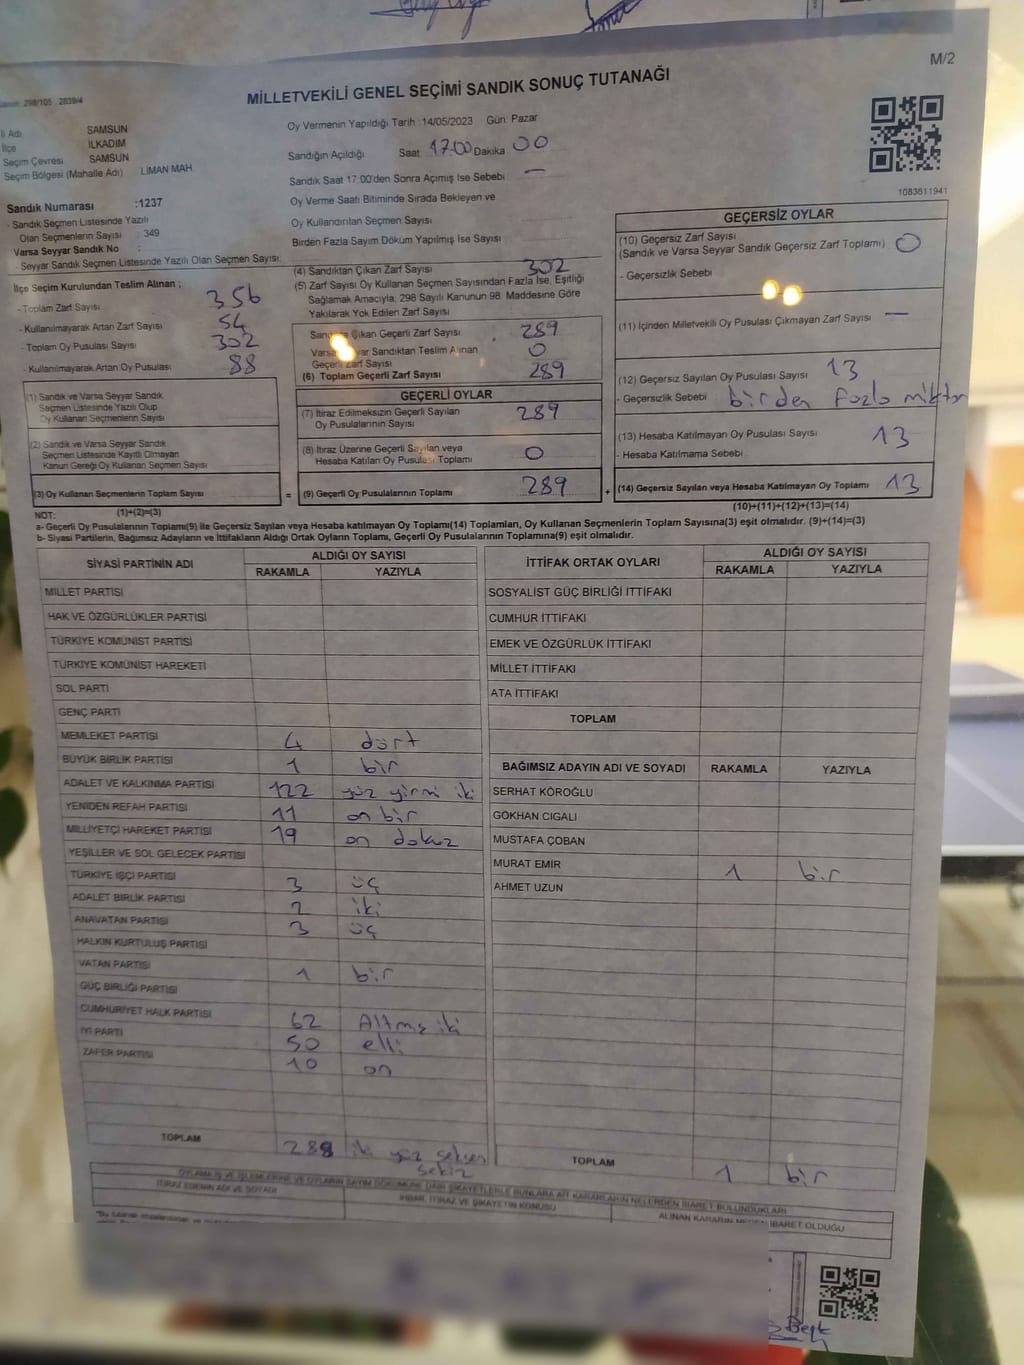 M/2
MİLLETVEKİLİ GENEL SEÇİMİ SANDIK SONUÇ TUTANAĞI
298/105 2839/4
İl Adı SAMSUN
İlçe İLKADIM
Seçim Çevresi SAMSUN
Seçim Bölgesi (Mahalle Adı) LİMAN MAH
Oy Vermenin Yapıldığı Tarih : 14/05/2023 Gün: Pazar
Sandığın Açıldığı Saat 17.00 Dakika 00
Sandık Saat 17:00'den Sonra Açımış İse Sebebi —
Oy Verme Saati Bitiminde Sırada Bekleyen ve
Oy Kullandırılan Seçmen Sayısı
Birden Fazla Sayım Döküm Yapılmış İse Sayısı
1083611941
Sandık Numarası :1237
- Sandık Seçmen Listesinde Yazılı
Olan Seçmenlerin Sayısı : 349
Varsa Seyyar Sandık No :
- Seyyar Sandık Seçmen Listesinde Yazılı Olan Seçmen Sayısı:
İlçe Seçim Kurulundan Teslim Alınan ;
- Toplam Zarf Sayısı 356
- Kullanılmayarak Artan Zarf Sayısı 54
- Toplam Oy Pusulası Sayısı 302
- Kullanılmayarak Artan Oy Pusulası 88
(1) Sandık ve Varsa Seyyar Sandık
Seçmen Listesinde Yazılı Olup
Oy Kullanan Seçmenlerin Sayısı
(2) Sandık ve Varsa Seyyar Sandık
Seçmen Listesinde Kayıtlı Olmayan
Kanun Gereği Oy Kullanan Seçmen Sayısı
(3) Oy Kullanan Seçmenlerin Toplam Sayısı
(1)+(2)=(3)
(4) Sandıktan Çıkan Zarf Sayısı 302
(5) Zarf Sayısı Oy Kullanan Seçmen Sayısından Fazla İse, Eşitliği
Sağlamak Amacıyla, 298 Sayılı Kanunun 98. Maddesine Göre
Yakılarak Yok Edilen Zarf Sayısı
Çıkan Geçerli Zarf Sayısı 289
Sandıktan Teslim Alınan
Zarf Sayısı 0
(6) Toplam Geçerli Zarf Sayısı 289
GEÇERLİ OYLAR
(7) İtiraz Edilmeksizin Geçerli Sayılan
Oy Pusulalarının Sayısı 289
(8) İtiraz Üzerine Geçerli Sayılan veya
Hesaba Katılan Oy Pusulası Toplamı 0
= (9) Geçerli Oy Pusulalarının Toplamı 289
GEÇERSİZ OYLAR
(10) Geçersiz Zarf Sayısı
(Sandık ve Varsa Seyyar Sandık Geçersiz Zarf Toplamı) 0
- Geçersizlik Sebebi
(11) İçinden Milletvekili Oy Pusulası Çıkmayan Zarf Sayısı —
(12) Geçersiz Sayılan Oy Pusulası Sayısı 13
- Geçersizlik Sebebi birden fazla
(13) Hesaba Katılmayan Oy Pusulası Sayısı 13
- Hesaba Katılmama Sebebi
+ (14) Geçersiz Sayılan veya Hesaba Katılmayan Oy Toplamı 13
(10)+(11)+(12)+(13)=(14)
NOT:
a- Geçerli Oy Pusulalarının Toplamı(9) ile Geçersiz Sayılan veya Hesaba katılmayan Oy Toplamı(14) Toplamları, Oy Kullanan Seçmenlerin Toplam Sayısına(3) eşit olmalıdır. (9)+(14)=(3)
b- Siyasi Partilerin, Bağımsız Adayların ve İttifakların Aldığı Ortak Oyların Toplamı, Geçerli Oy Pusulalarının Toplamına(9) eşit olmalıdır.
SİYASİ PARTİNİN ADI ALDIĞI OY SAYISI
RAKAMLA YAZIYLA
MİLLET PARTİSİ
HAK VE ÖZGÜRLÜKLER PARTİSİ
TÜRKİYE KOMÜNİST PARTİSİ
TÜRKİYE KOMÜNİST HAREKETİ
SOL PARTİ
GENÇ PARTİ
MEMLEKET PARTİSİ 4 dört
BÜYÜK BİRLİK PARTİSİ 1 bir
ADALET VE KALKINMA PARTİSİ 122 yüz yirmi iki
YENİDEN REFAH PARTİSİ 11 on bir
MİLLİYETÇİ HAREKET PARTİSİ 19 on dokuz
YEŞİLLER VE SOL GELECEK PARTİSİ
TÜRKİYE İŞÇİ PARTİSİ 3 üç
ADALET BİRLİK PARTİSİ 2 iki
ANAVATAN PARTİSİ 3 üç
HALKIN KURTULUŞ PARTİSİ
VATAN PARTİSİ 1 bir
GÜÇ BİRLİĞİ PARTİSİ
CUMHURİYET HALK PARTİSİ 62 Altmış iki
İYİ PARTİ 50 elli
ZAFER PARTİSİ 10 on
TOPLAM 288 iki yüz seksen
sekiz
İTTİFAK ORTAK OYLARI ALDIĞI OY SAYISI
RAKAMLA YAZIYLA
SOSYALİST GÜÇ BİRLİĞİ İTTİFAKI
CUMHUR İTTİFAKI
EMEK VE ÖZGÜRLÜK İTTİFAKI
MİLLET İTTİFAKI
ATA İTTİFAKI
TOPLAM
BAĞIMSIZ ADAYIN ADI VE SOYADI RAKAMLA YAZIYLA
SERHAT KÖROĞLU
GÖKHAN CIGALI
MUSTAFA ÇOBAN
MURAT EMİR 1 bir
AHMET UZUN
TOPLAM 1 bir
OYLAMA İŞ VE İŞLEMLERİNE VE OYLARIN SAYIM DÖKÜMÜNE DAİR ŞİKAYETLERLE BUNLARA AİT KARARLARIN NELERDEN İBARET BULUNDUKLARI
İTİRAZ EDENİN ADI VE SOYADI
İHBAR, İTİRAZ VE ŞİKAYETİN KONUSU
ALINAN KARARIN NEDEN İBARET OLDUĞU